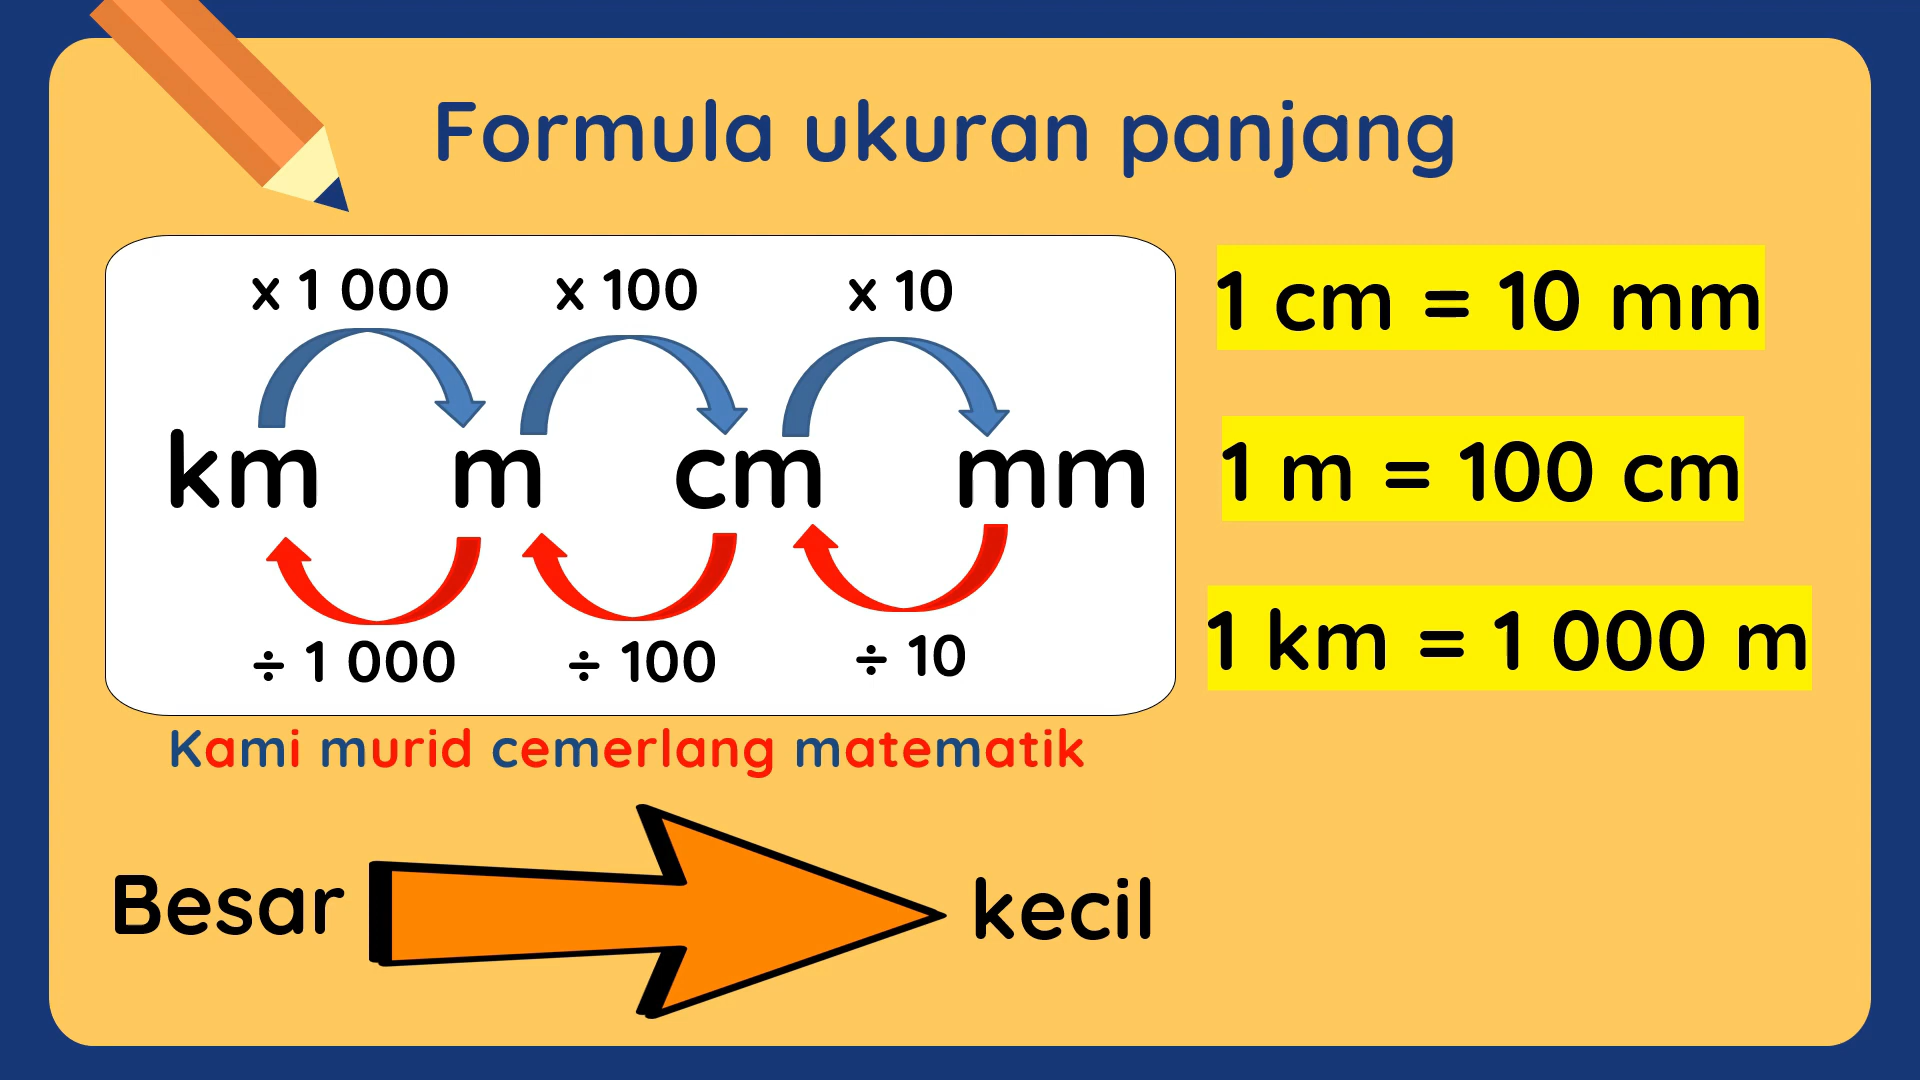 Formula ukuran panjang
x 1 000 x 100 x 10
km m cm mm
÷ 1 000 ÷ 100 ÷ 10
Kami murid cemerlang matematik
Besar kecil
1 cm = 10 mm
1 m = 100 cm
1 km = 1 000 m